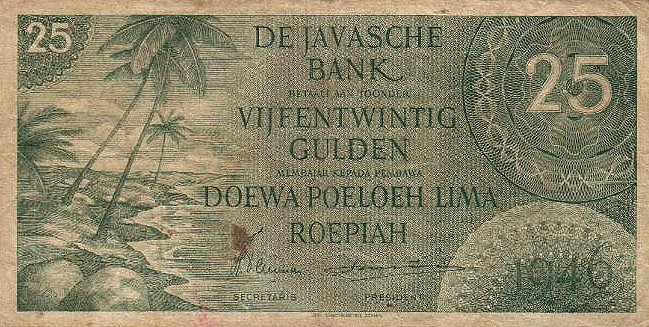 25
DE JAVASCHE
BANK
BETAALT AAN TOONDER
VIJFENTWINTIG
GULDEN
25
MEMBAJAR KEPADA PEMBAWA
DOEWA POELOEH LIMA
ROEPIAH
1946
SECRETARIS PRESIDENT